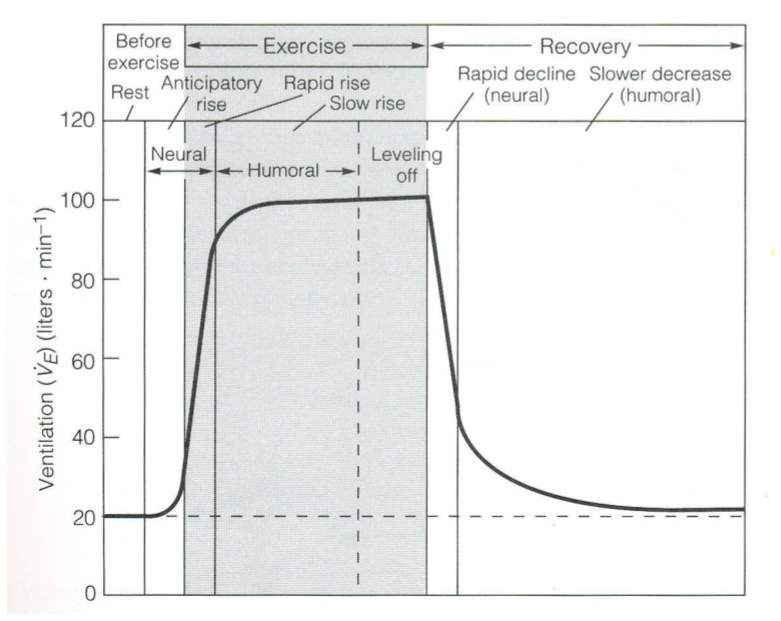 Before
exercise
Exercise
Recovery
Rest
Anticipatory
rise
Rapid rise
Slow rise
Rapid decline
(neural)
Slower decrease
(humoral)
Neural
Humoral
Leveling
off
120
100
80
60
40
20
0
Ventilation (V̇E) (liters · min−1)